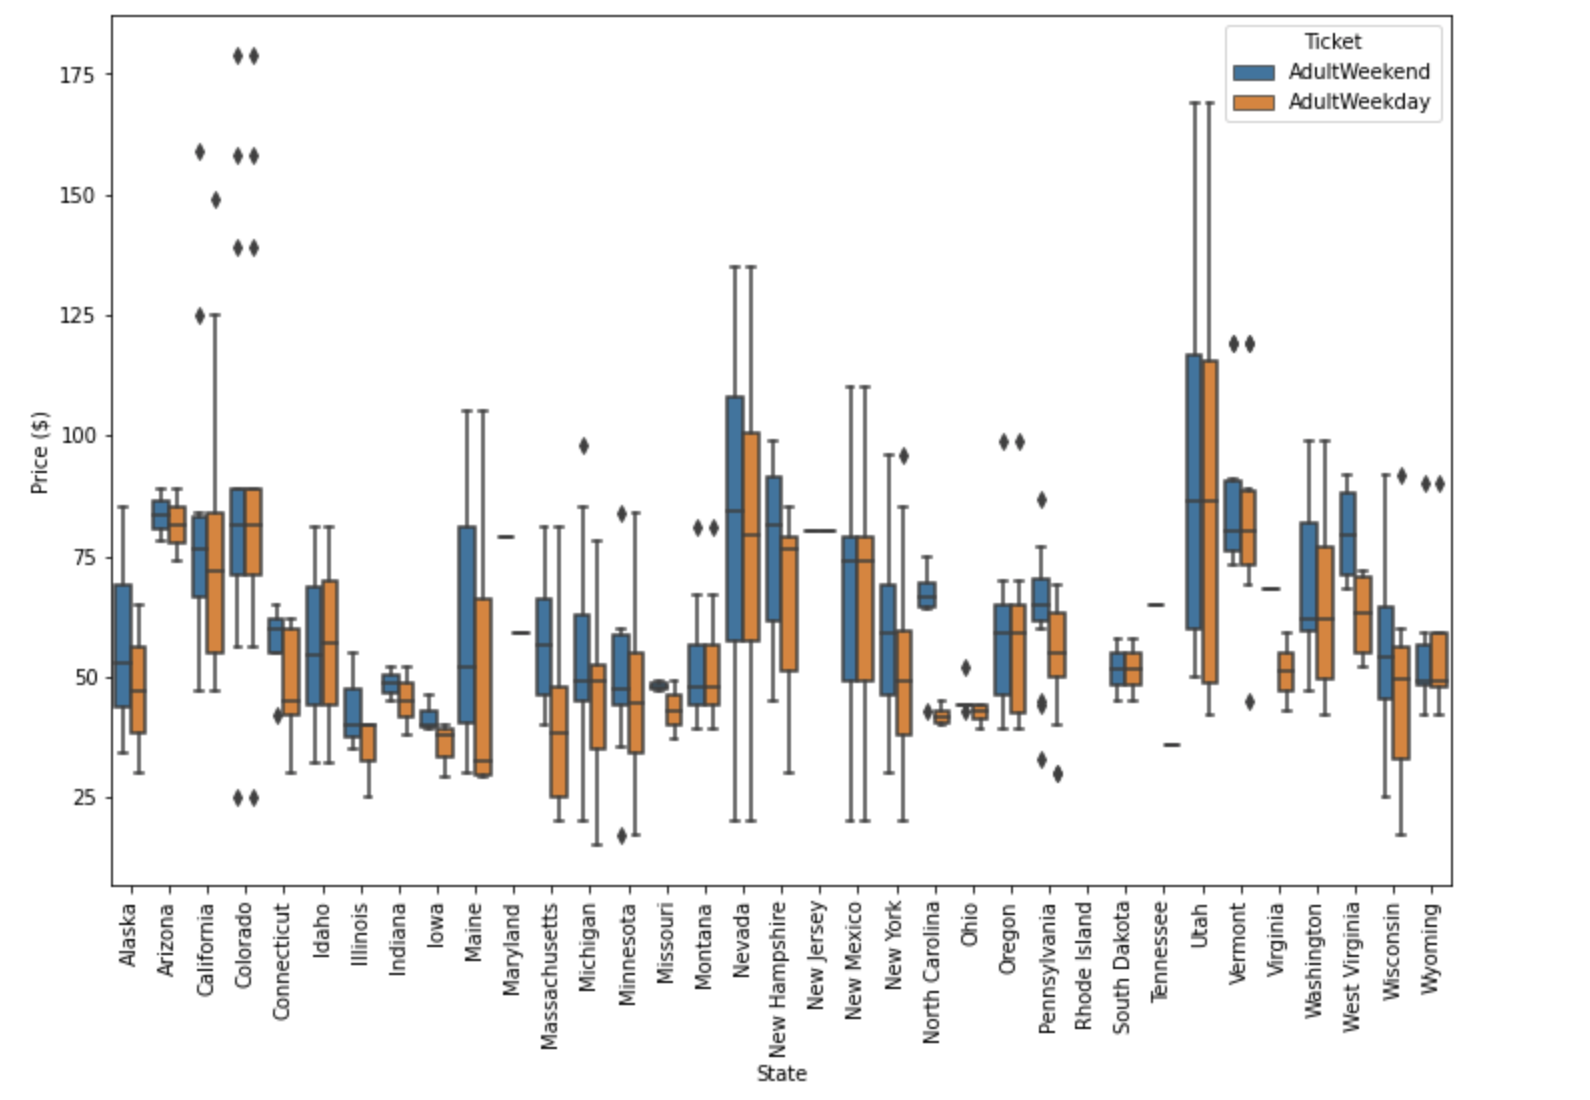 Ticket
AdultWeekend
AdultWeekday
175
150
125
100
75
50
25
Price ($)
Alaska
Arizona
California
Colorado
Connecticut
Idaho
Illinois
Indiana
Iowa
Maine
Maryland
Massachusetts
Michigan
Minnesota
Missouri
Montana
Nevada
New Hampshire
New Jersey
New Mexico
New York
North Carolina
Ohio
Oregon
Pennsylvania
Rhode Island
South Dakota
Tennessee
Utah
Vermont
Virginia
Washington
West Virginia
Wisconsin
Wyoming
State